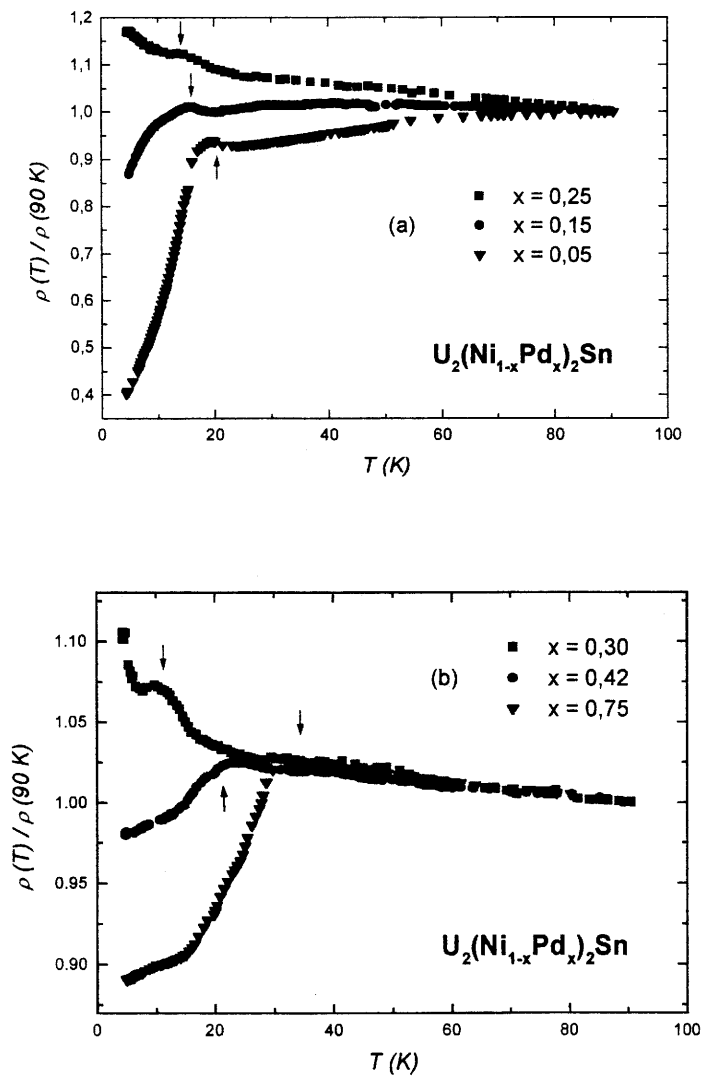 1,2
1,1
1,0
0,9
0,8
0,7
0,6
0,5
0,4
ρ (T) / ρ (90 K)
(a)
x = 0,25
x = 0,15
x = 0,05
U2(Ni1-xPdx)2Sn
0 20 40 60 80 100
T (K)
1.10
1.05
1.00
0.95
0.90
ρ (T) / ρ (90 K)
(b)
x = 0,30
x = 0,42
x = 0,75
U2(Ni1-xPdx)2Sn
0 20 40 60 80 100
T (K)